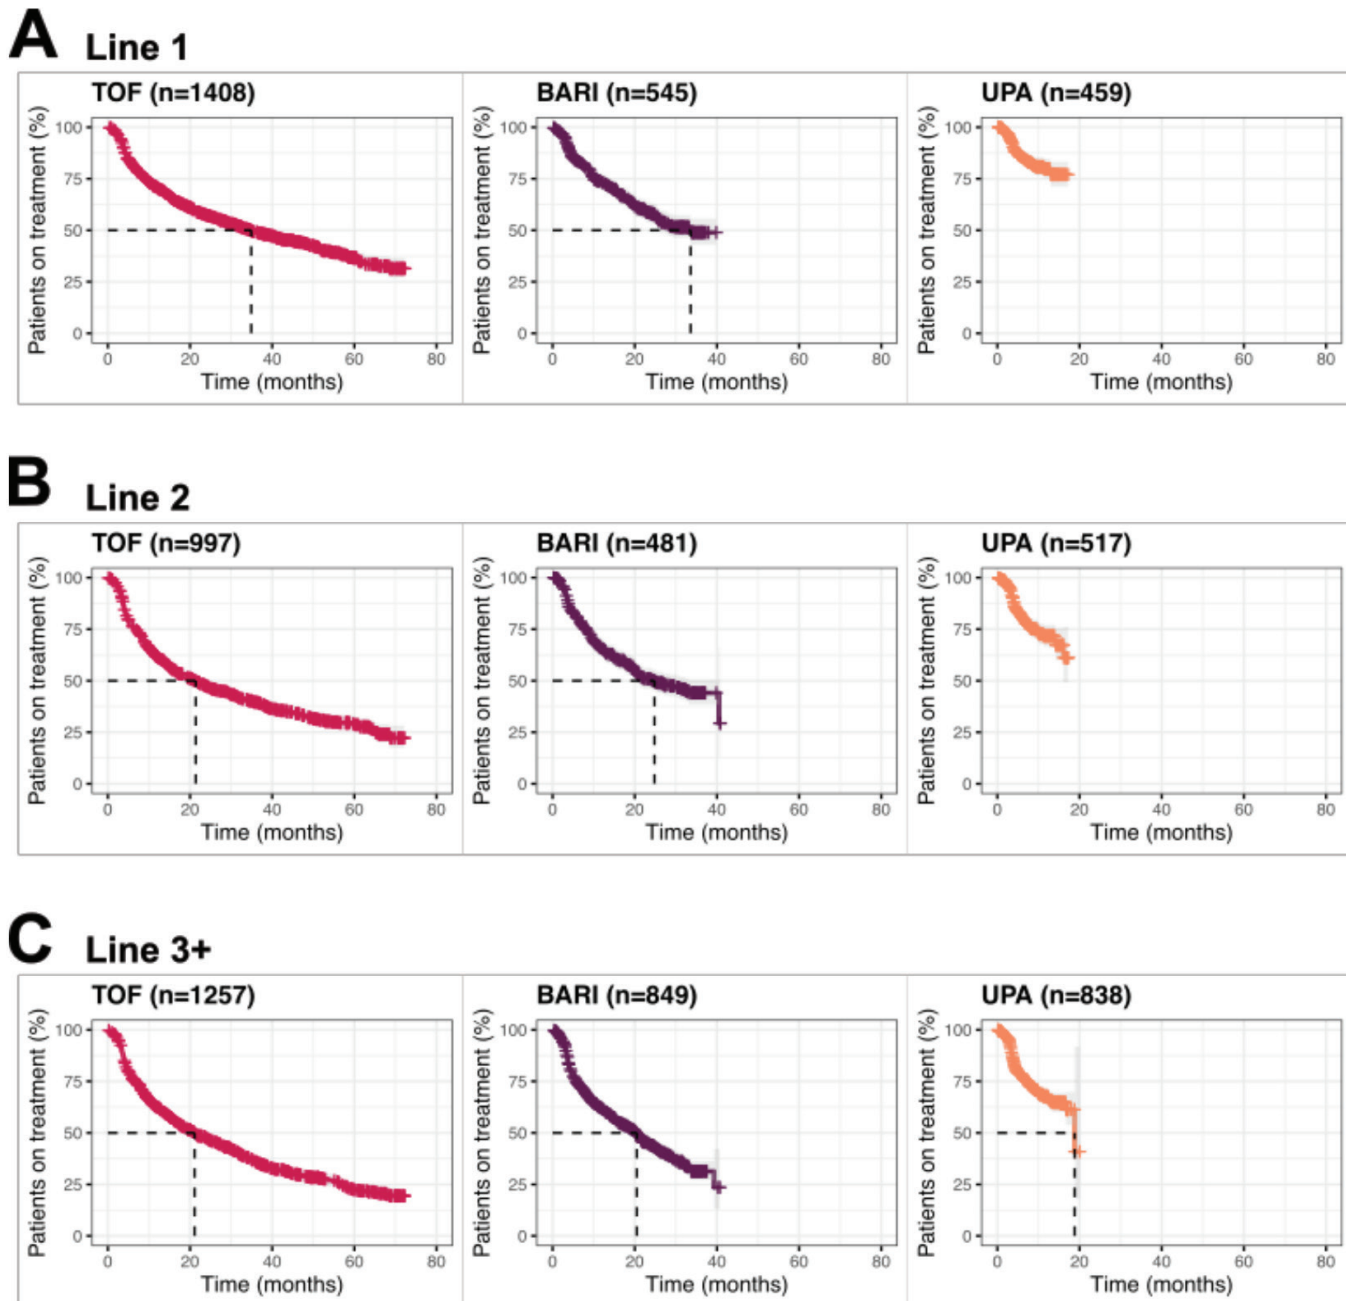 A Line 1
TOF (n=1408) BARI (n=545) UPA (n=459)
Patients on treatment (%) Patients on treatment (%) Patients on treatment (%)
100 100 100
75 75 75
50 50 50
25 25 25
0 0 0
0 20 40 60 80 0 20 40 60 80 0 20 40 60 80
Time (months) Time (months) Time (months)
B Line 2
TOF (n=997) BARI (n=481) UPA (n=517)
Patients on treatment (%) Patients on treatment (%) Patients on treatment (%)
100 100 100
75 75 75
50 50 50
25 25 25
0 0 0
0 20 40 60 80 0 20 40 60 80 0 20 40 60 80
Time (months) Time (months) Time (months)
C Line 3+
TOF (n=1257) BARI (n=849) UPA (n=838)
Patients on treatment (%) Patients on treatment (%) Patients on treatment (%)
100 100 100
75 75 75
50 50 50
25 25 25
0 0 0
0 20 40 60 80 0 20 40 60 80 0 20 40 60 80
Time (months) Time (months) Time (months)